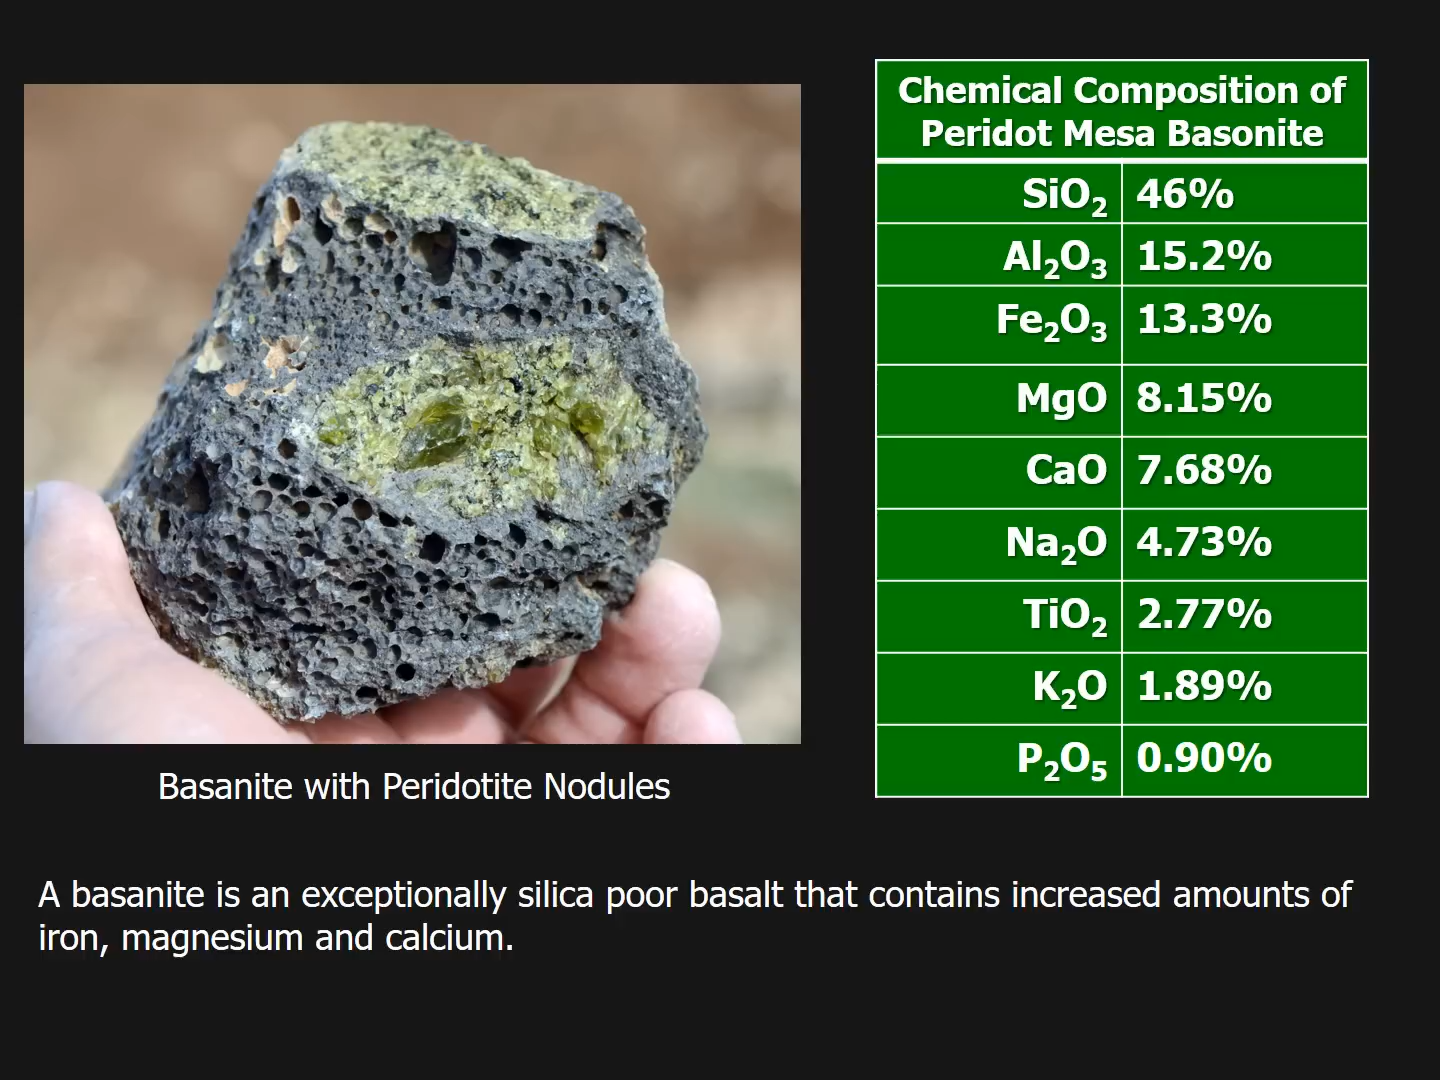 Chemical Composition of
Peridot Mesa Basonite
SiO₂ 46%
Al₂O₃ 15.2%
Fe₂O₃ 13.3%
MgO 8.15%
CaO 7.68%
Na₂O 4.73%
TiO₂ 2.77%
K₂O 1.89%
P₂O₅ 0.90%
Basanite with Peridotite Nodules
A basanite is an exceptionally silica poor basalt that contains increased amounts of
iron, magnesium and calcium.